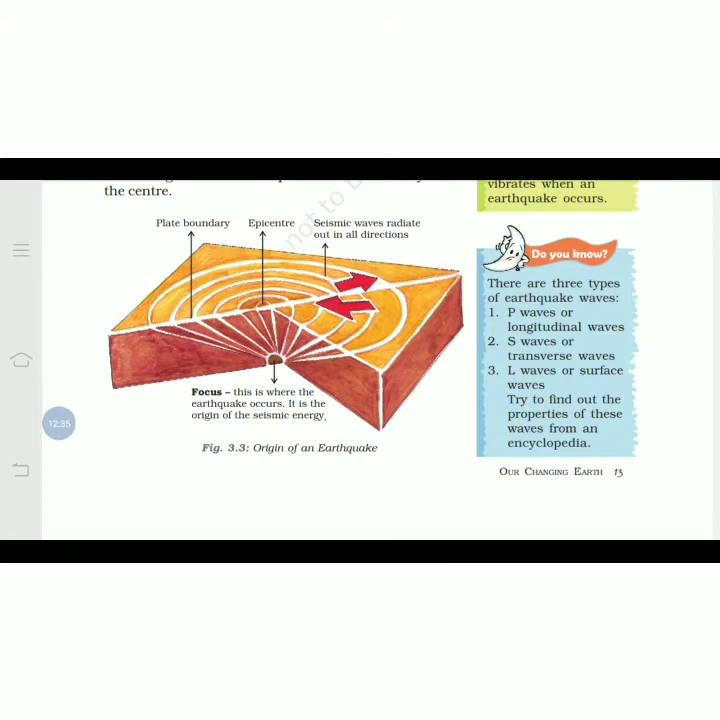 the centre.
vibrates when an
earthquake occurs.
Plate boundary
Epicentre
Seismic waves radiate
out in all directions
not to b
Focus – this is where the
earthquake occurs. It is the
origin of the seismic energy.
Fig. 3.3: Origin of an Earthquake
Do you know?
There are three types
of earthquake waves:
1. P waves or
longitudinal waves
2. S waves or
transverse waves
3. L waves or surface
waves
Try to find out the
properties of these
waves from an
encyclopedia.
OUR CHANGING EARTH 13
12:35